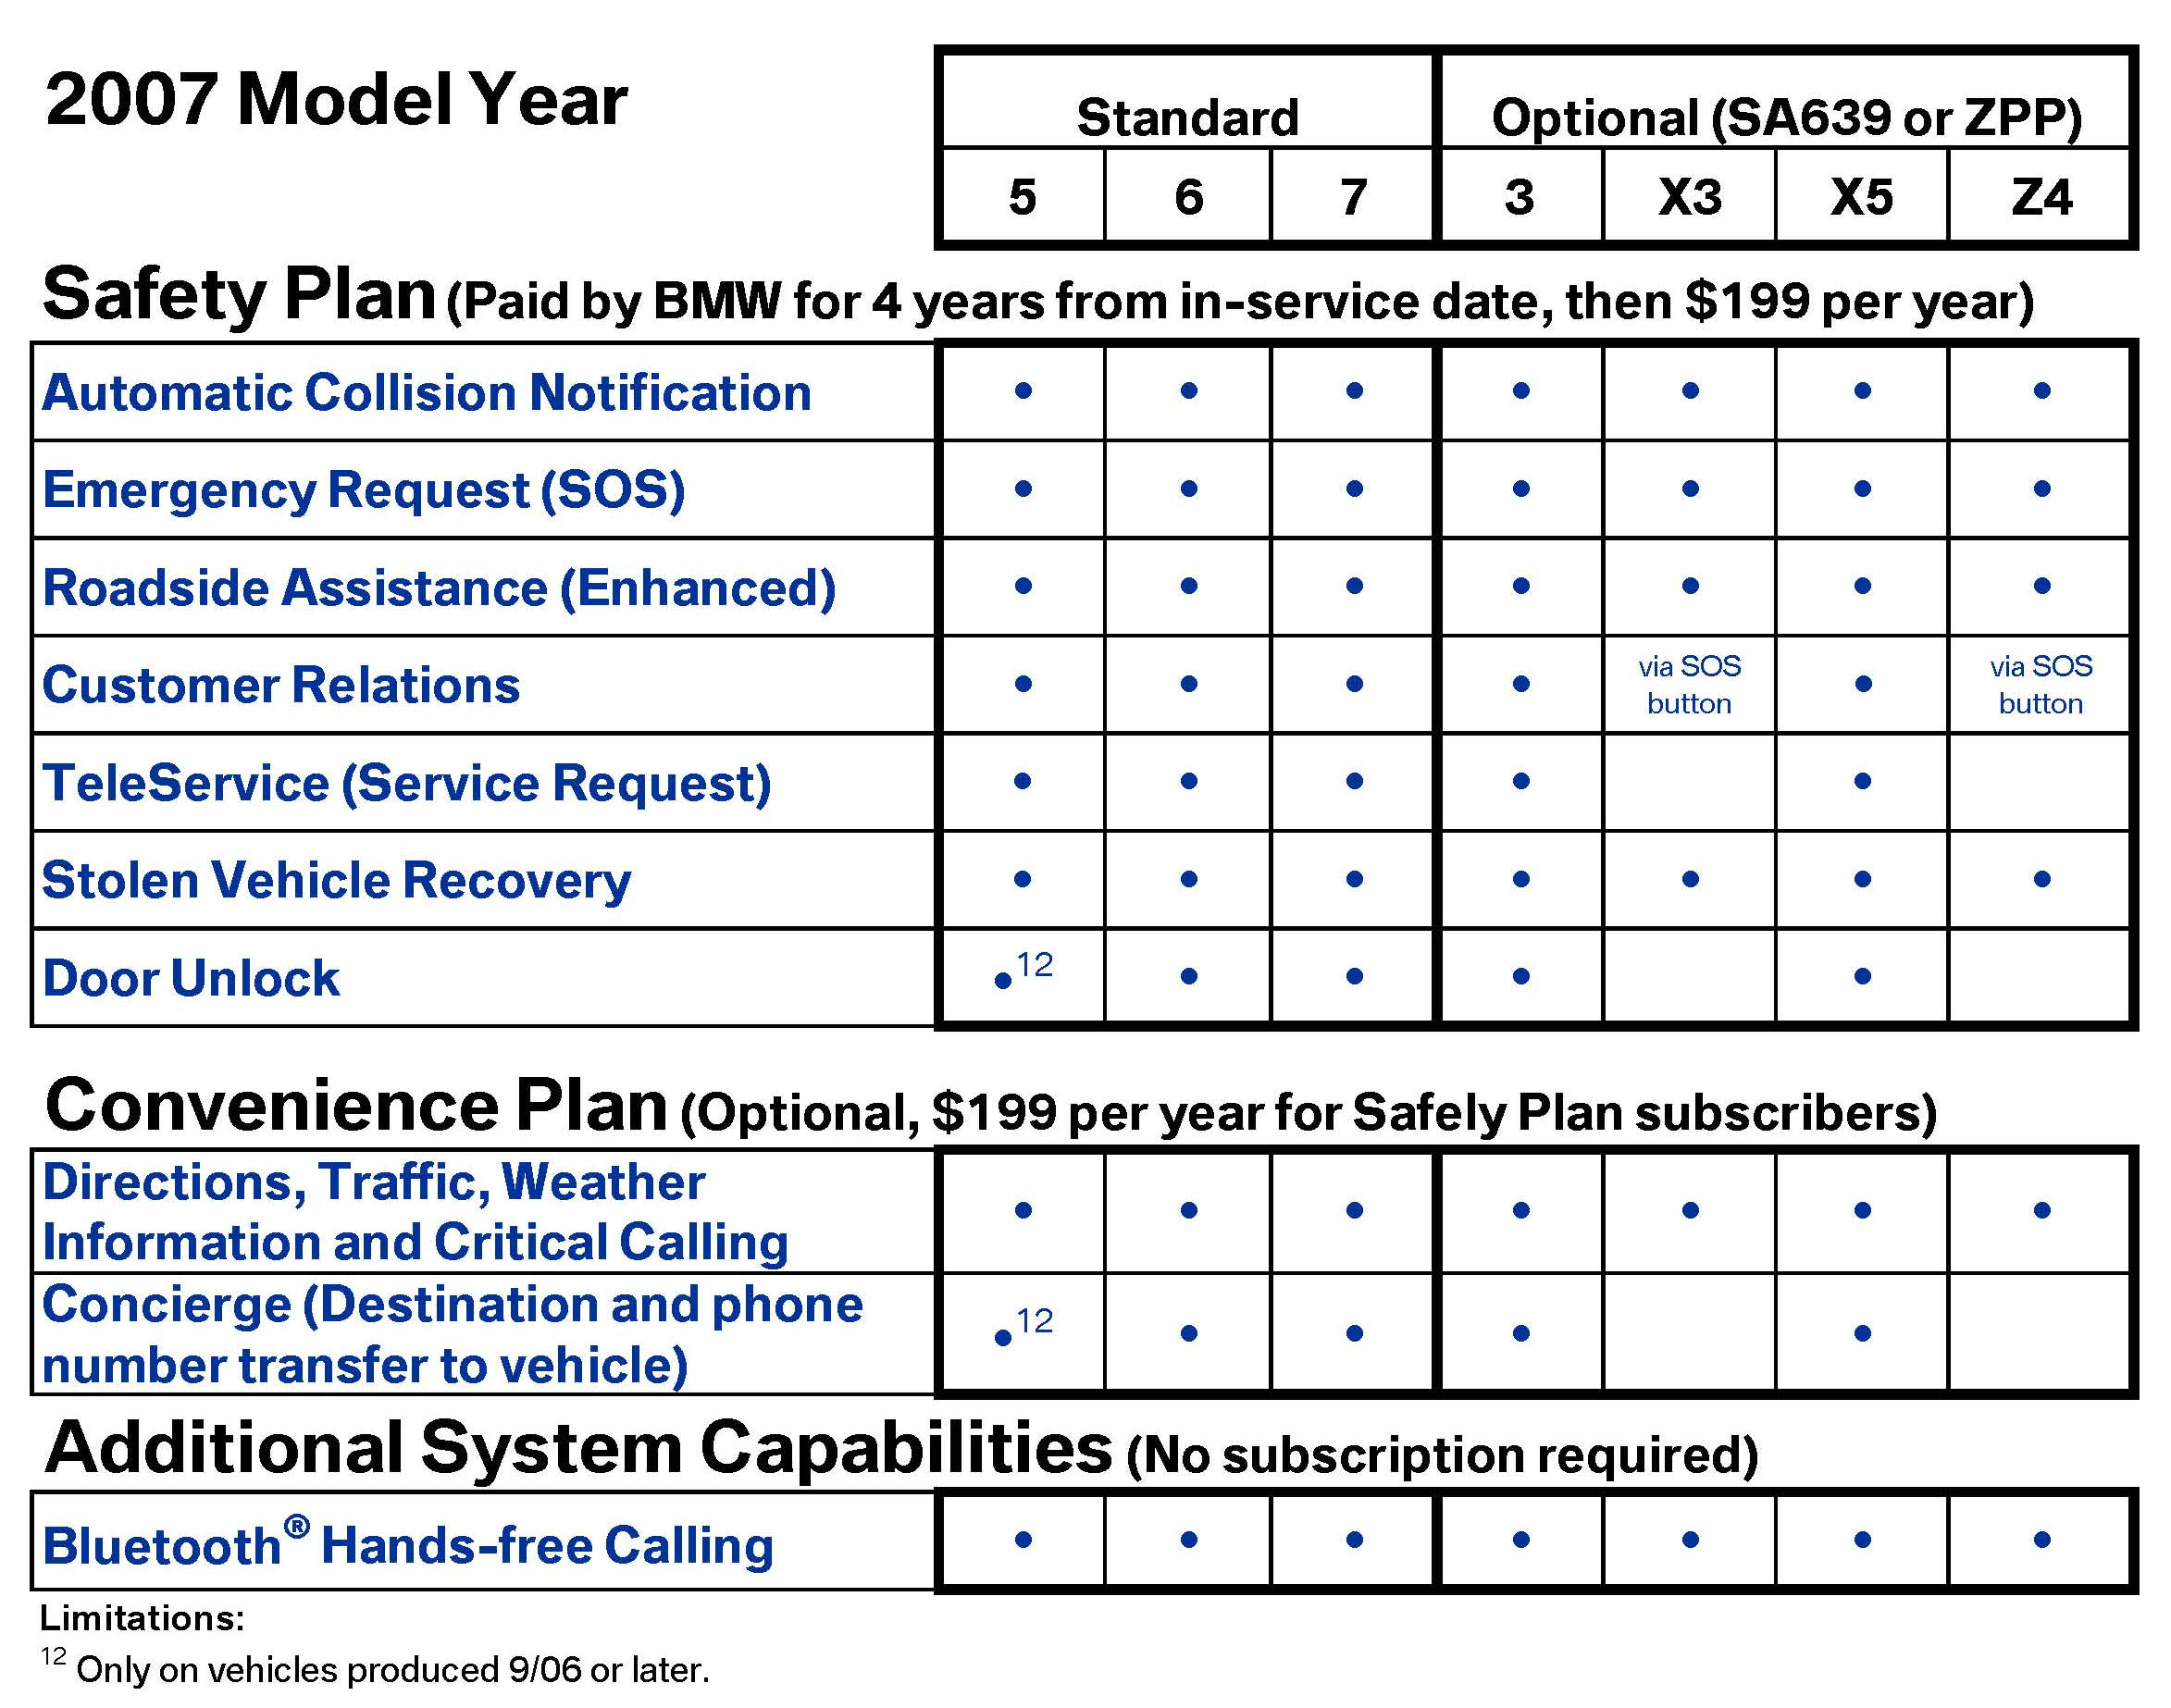 2007 Model Year
Standard Optional (SA639 or ZPP)
5 6 7 3 X3 X5 Z4
Safety Plan (Paid by BMW for 4 years from in-service date, then $199 per year)
Automatic Collision Notification • • • • • • •
Emergency Request (SOS) • • • • • • •
Roadside Assistance (Enhanced) • • • • • • •
Customer Relations • • • • via SOS button • via SOS button
TeleService (Service Request) • • • • •
Stolen Vehicle Recovery • • • • • • •
Door Unlock •12 • • • •
Convenience Plan (Optional, $199 per year for Safely Plan subscribers)
Directions, Traffic, Weather
Information and Critical Calling • • • • • • •
Concierge (Destination and phone
number transfer to vehicle) •12 • • • •
Additional System Capabilities (No subscription required)
Bluetooth® Hands-free Calling • • • • • • •
Limitations:
12 Only on vehicles produced 9/06 or later.